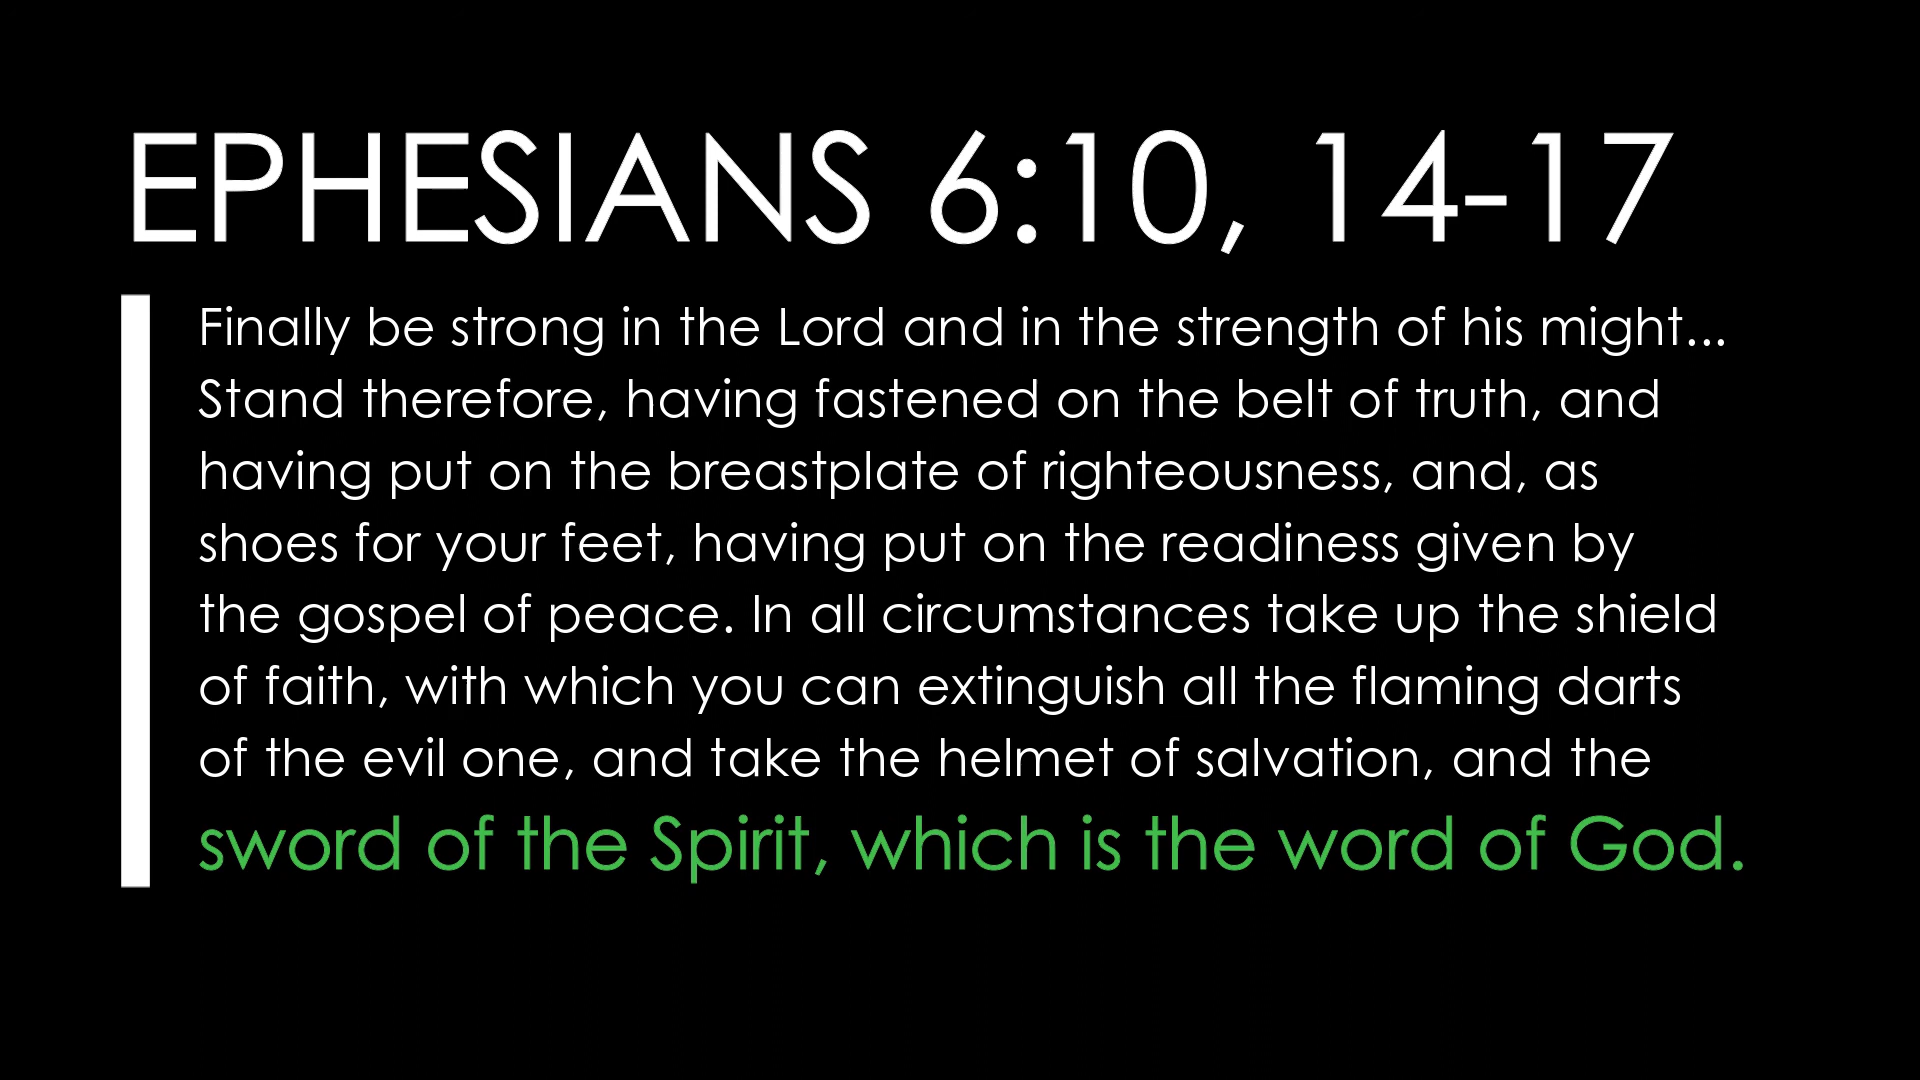 EPHESIANS 6:10, 14-17
Finally be strong in the Lord and in the strength of his might...
Stand therefore, having fastened on the belt of truth, and
having put on the breastplate of righteousness, and, as
shoes for your feet, having put on the readiness given by
the gospel of peace. In all circumstances take up the shield
of faith, with which you can extinguish all the flaming darts
of the evil one, and take the helmet of salvation, and the
sword of the Spirit, which is the word of God.